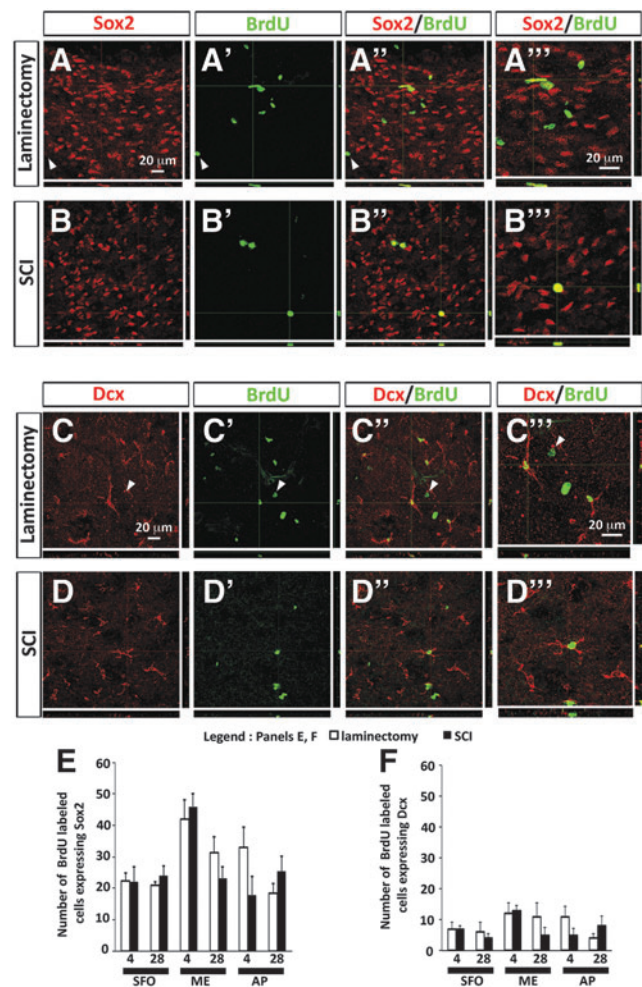 Sox2 BrdU Sox2/BrdU Sox2/BrdU
Laminectomy
A A' A'' A'''
20 µm 20 µm
SCI
B B' B'' B'''
Dcx BrdU Dcx/BrdU Dcx/BrdU
Laminectomy
C C' C'' C'''
20 µm 20 µm
SCI
D D' D'' D'''
Legend : Panels E, F laminectomy SCI
E
Number of BrdU labeled
cells expressing Sox2
60
50
40
30
20
10
0
4 28 4 28 4 28
SFO ME AP
F
Number of BrdU labeled
cells expressing Dcx
60
50
40
30
20
10
0
4 28 4 28 4 28
SFO ME AP